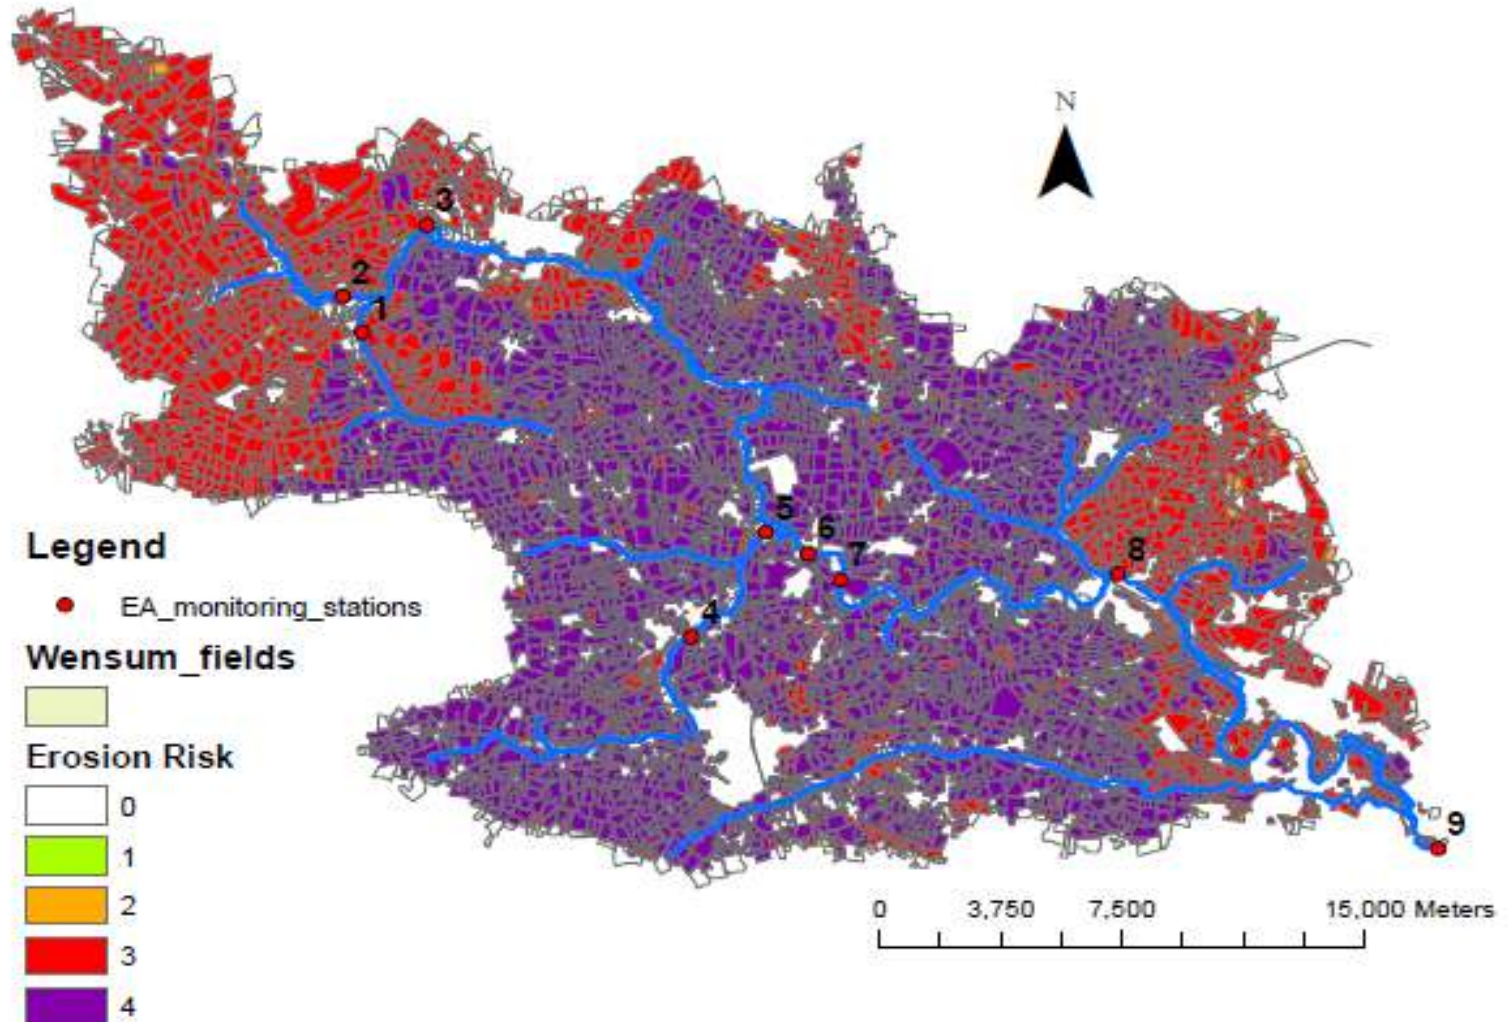 N
3
2
1
5
6
7
8
4
9
Legend
EA_monitoring_stations
Wensum_fields
Erosion Risk
0
1
2
3
4
0 3,750 7,500 15,000 Meters